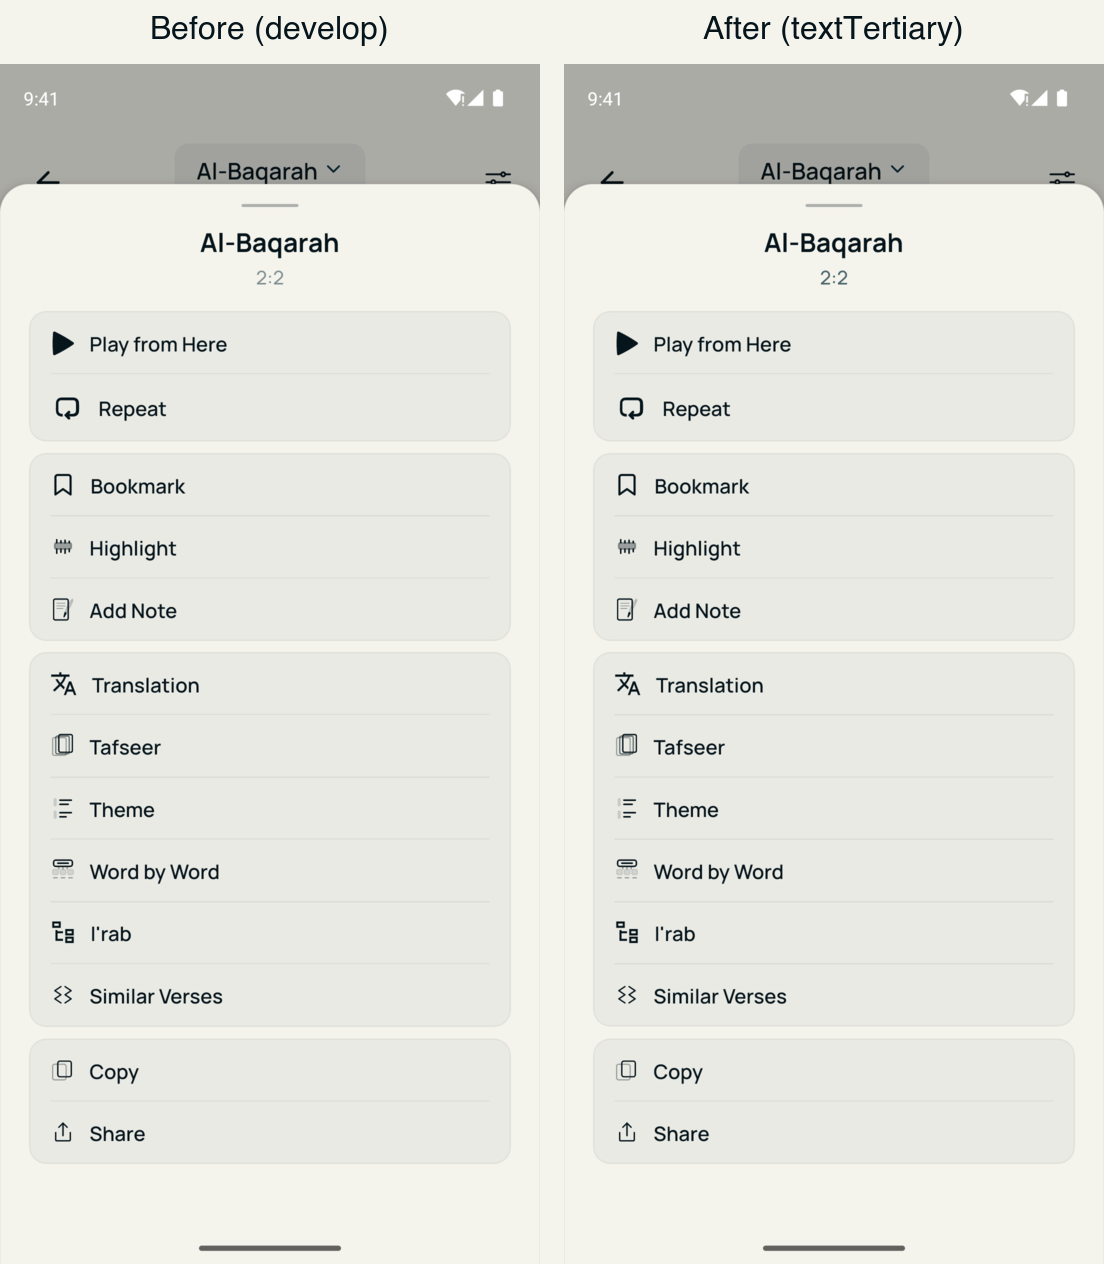 Before (develop)
After (textTertiary)
9:41
Al-Baqarah
Al-Baqarah
2:2
Play from Here
Repeat
Bookmark
Highlight
Add Note
Translation
Tafseer
Theme
Word by Word
I'rab
Similar Verses
Copy
Share
9:41
Al-Baqarah
Al-Baqarah
2:2
Play from Here
Repeat
Bookmark
Highlight
Add Note
Translation
Tafseer
Theme
Word by Word
I'rab
Similar Verses
Copy
Share